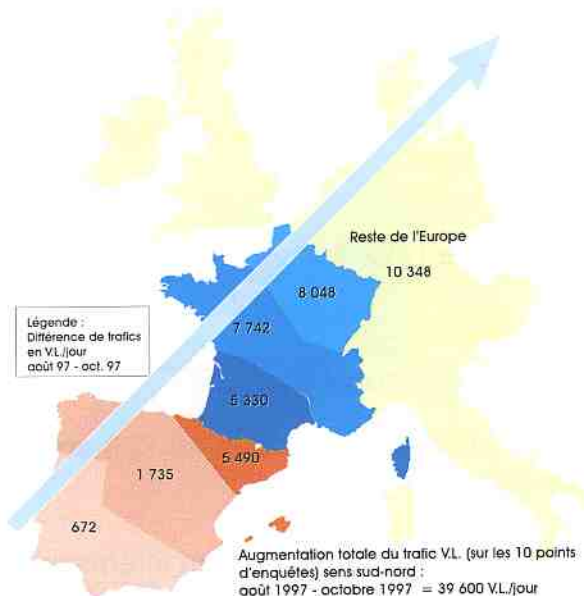 Reste de l'Europe
10 348
8 048
7 742
Légende :
Différence de trafics
en V.L./jour
août 97 - oct. 97
5 330
5 490
1 735
672
Augmentation totale du trafic V.L. (sur les 10 points
d'enquêtes) sens sud-nord :
août 1997 - octobre 1997 = 39 600 V.L./jour